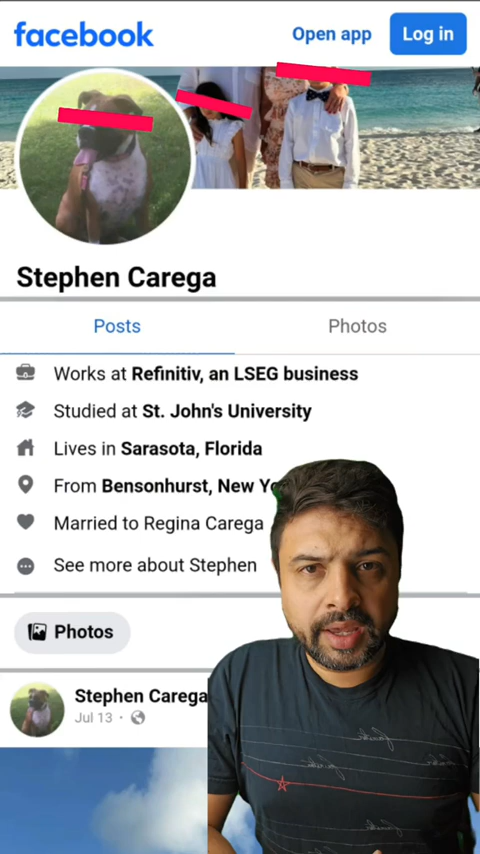 facebook
Open app
Log in
Stephen Carega
Posts
Photos
Works at Refinitiv, an LSEG business
Studied at St. John's University
Lives in Sarasota, Florida
From Bensonhurst, New
Married to Regina Carega
See more about Stephen
Photos
Stephen Carega
Jul 13